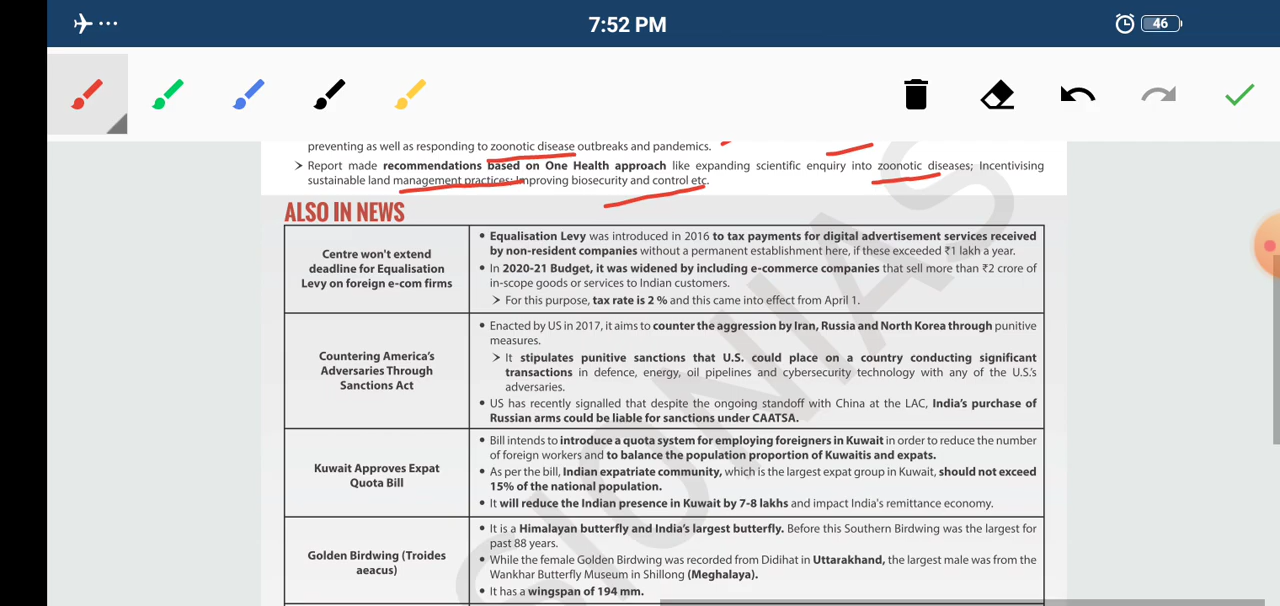 7:52 PM
46
preventing as well as responding to zoonotic disease outbreaks and pandemics.
➢ Report made recommendations based on One Health approach like expanding scientific enquiry into zoonotic diseases; Incentivising
sustainable land management practices; Improving biosecurity and control etc.
ALSO IN NEWS
Centre won't extend
deadline for Equalisation
Levy on foreign e-com firms
• Equalisation Levy was introduced in 2016 to tax payments for digital advertisement services received
by non-resident companies without a permanent establishment here, if these exceeded ₹1 lakh a year.
• In 2020-21 Budget, it was widened by including e-commerce companies that sell more than ₹2 crore of
in-scope goods or services to Indian customers.
➢ For this purpose, tax rate is 2 % and this came into effect from April 1.
Countering America's
Adversaries Through
Sanctions Act
• Enacted by US in 2017, it aims to counter the aggression by Iran, Russia and North Korea through punitive
measures.
➢ It stipulates punitive sanctions that U.S. could place on a country conducting significant
transactions in defence, energy, oil pipelines and cybersecurity technology with any of the U.S.'s
adversaries.
• US has recently signalled that despite the ongoing standoff with China at the LAC, India's purchase of
Russian arms could be liable for sanctions under CAATSA.
Kuwait Approves Expat
Quota Bill
• Bill intends to introduce a quota system for employing foreigners in Kuwait in order to reduce the number
of foreign workers and to balance the population proportion of Kuwaitis and expats.
• As per the bill, Indian expatriate community, which is the largest expat group in Kuwait, should not exceed
15% of the national population.
• It will reduce the Indian presence in Kuwait by 7-8 lakhs and impact India's remittance economy.
Golden Birdwing (Troides
aeacus)
• It is a Himalayan butterfly and India's largest butterfly. Before this Southern Birdwing was the largest for
past 88 years.
• While the female Golden Birdwing was recorded from Didihat in Uttarakhand, the largest male was from the
Wankhar Butterfly Museum in Shillong (Meghalaya).
• It has a wingspan of 194 mm.
SIONIAS